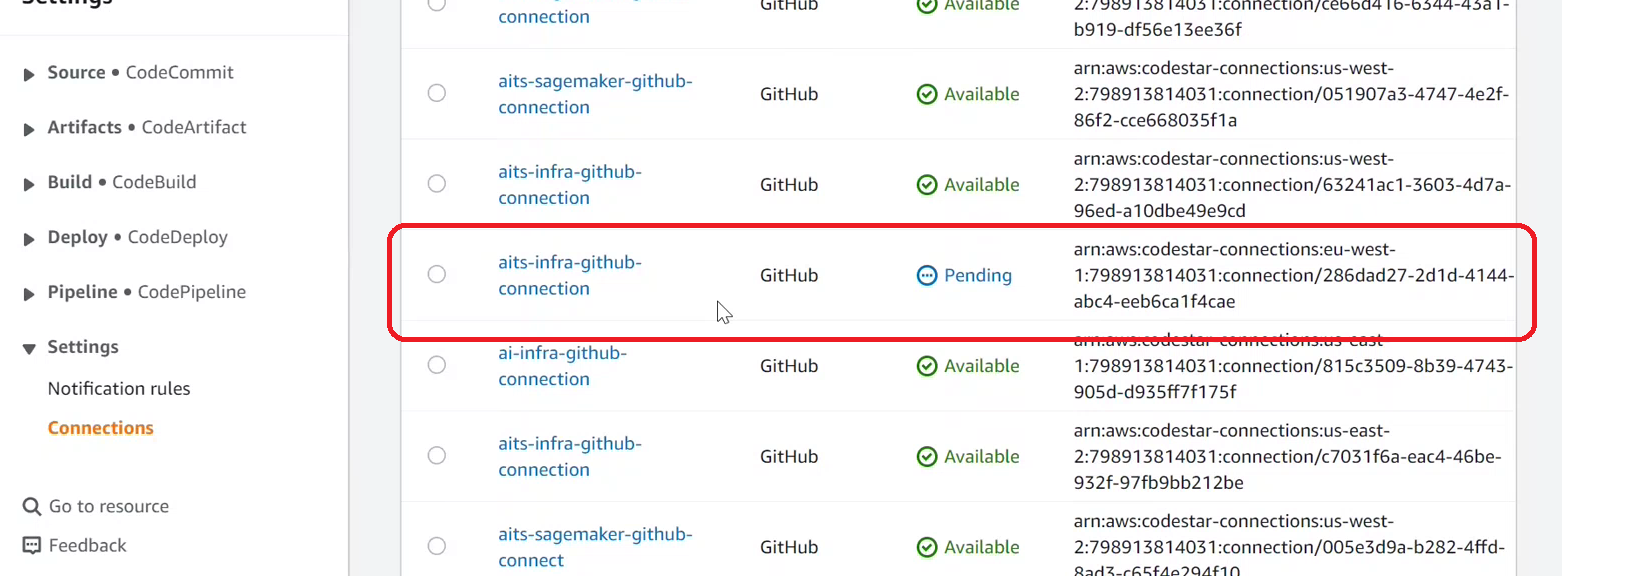 Settings
Source • CodeCommit
Artifacts • CodeArtifact
Build • CodeBuild
Deploy • CodeDeploy
Pipeline • CodePipeline
Settings
Notification rules
Connections
Go to resource
Feedback
connection
GitHub
Available
2:798913814031:connection/ce66d416-6344-43a1-
b919-df56e13ee36f
aits-sagemaker-github-
connection
GitHub
Available
arn:aws:codestar-connections:us-west-
2:798913814031:connection/051907a3-4747-4e2f-
86f2-cce668035f1a
aits-infra-github-
connection
GitHub
Available
arn:aws:codestar-connections:us-west-
2:798913814031:connection/63241ac1-3603-4d7a-
96ed-a10dbe49e9cd
aits-infra-github-
connection
GitHub
Pending
arn:aws:codestar-connections:eu-west-
1:798913814031:connection/286dad27-2d1d-4144-
abc4-eeb6ca1f4cae
ai-infra-github-
connection
GitHub
Available
arn:aws:codestar-connections:us-east-
1:798913814031:connection/815c3509-8b39-4743-
905d-d935ff7f175f
aits-infra-github-
connection
GitHub
Available
arn:aws:codestar-connections:us-east-
2:798913814031:connection/c7031f6a-eac4-46be-
932f-97fb9bb212be
aits-sagemaker-github-
connect
GitHub
Available
arn:aws:codestar-connections:us-west-
2:798913814031:connection/005e3d9a-b282-4ffd-
8ad3-c65f4e294f10